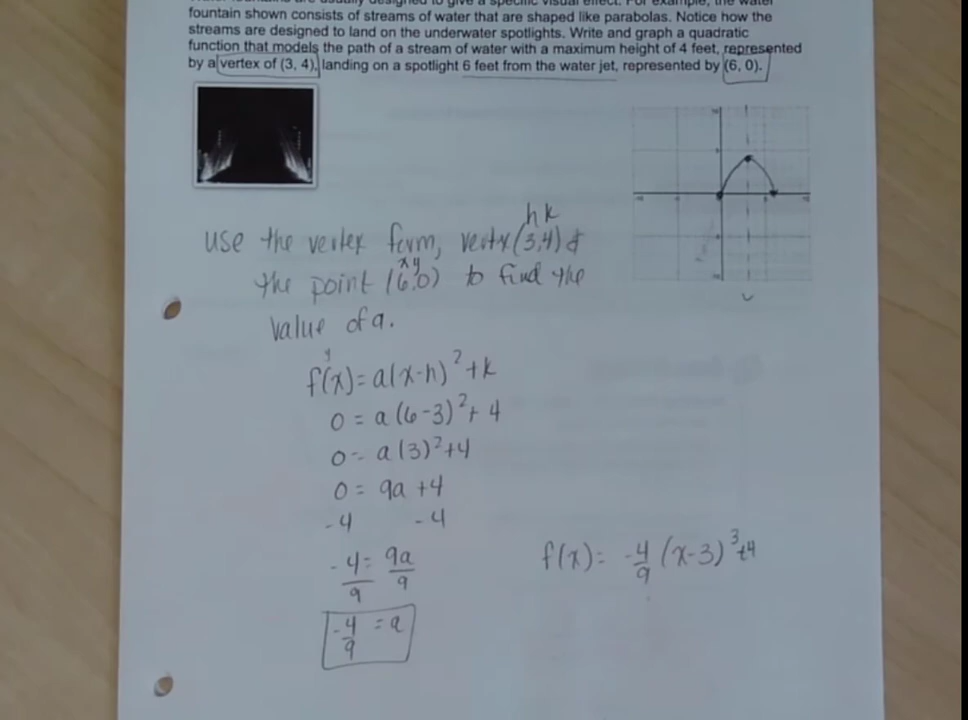 fountain shown consists of streams of water that are shaped like parabolas. Notice how the
streams are designed to land on the underwater spotlights. Write and graph a quadratic
function that models the path of a stream of water with a maximum height of 4 feet, represented
by a vertex of (3, 4), landing on a spotlight 6 feet from the water jet, represented by (6, 0).
h k
use the vertex form, vertx (3,4) &
x y
the point (6,0) to find the
value of a.
y
f(x) = a(x-h)²+k
0 = a (6-3)²+ 4
0 = a(3)²+4
0 = 9a +4
-4 -4
-4 = 9a
9 9
f(x) = -4/9 (x-3)³+4
-4/9 = a